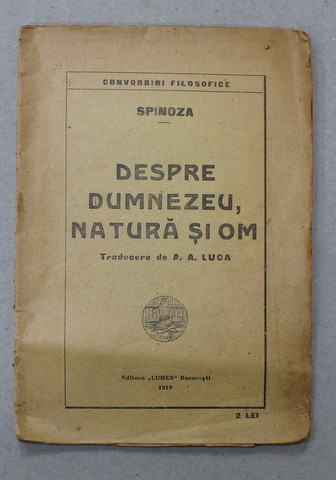 CONVORBIRI FILOSOFICE
SPINOZA
DESPRE
DUMNEZEU,
NATURĂ ȘI OM
Traducere de A. A. LUCA
Editura „LUMEN" București
1919
2 LEI